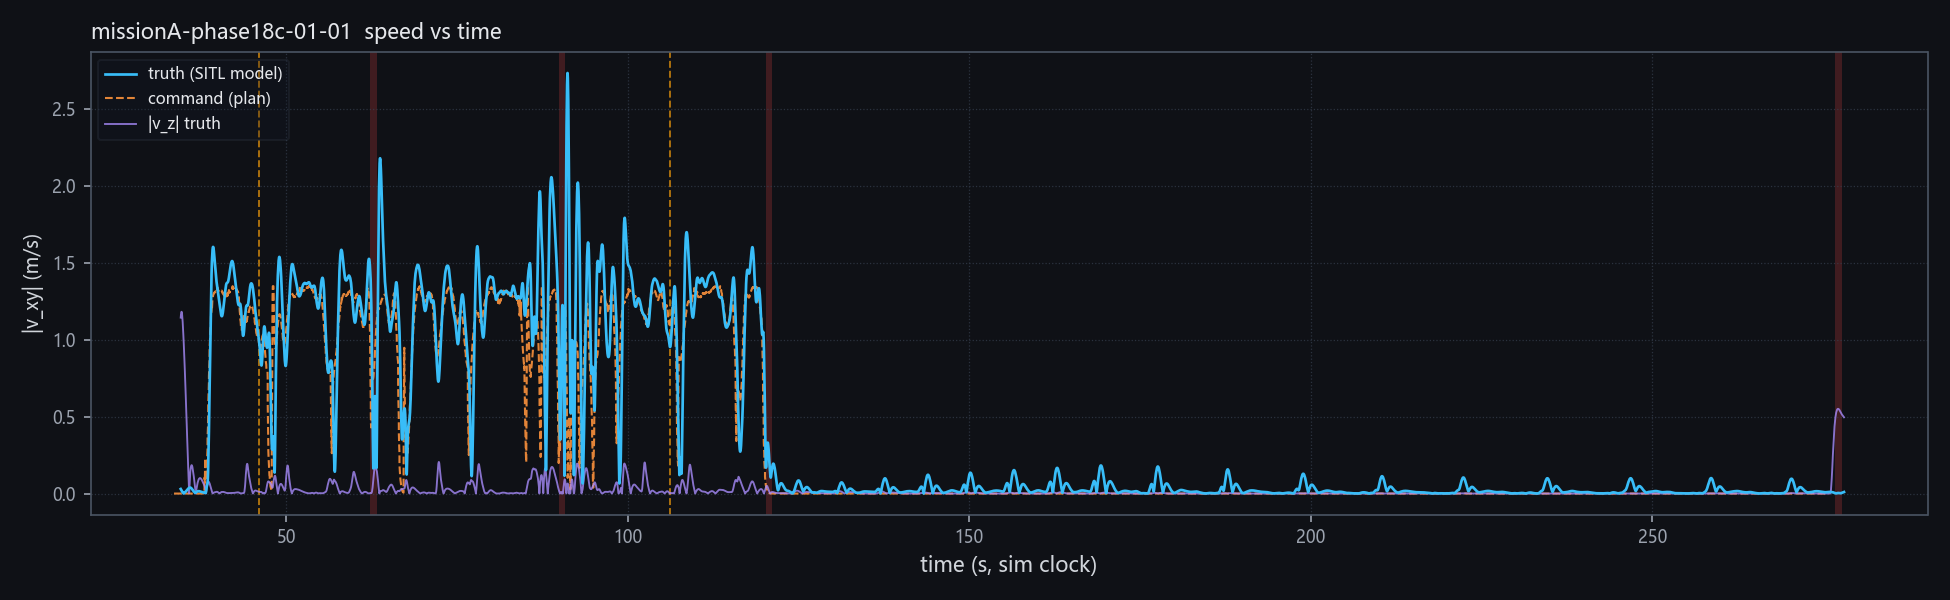 missionA-phase18c-01-01  speed vs time
truth (SITL model)
command (plan)
|v_z| truth
|v_xy| (m/s)
2.5
2.0
1.5
1.0
0.5
0.0
50
100
150
200
250
time (s, sim clock)